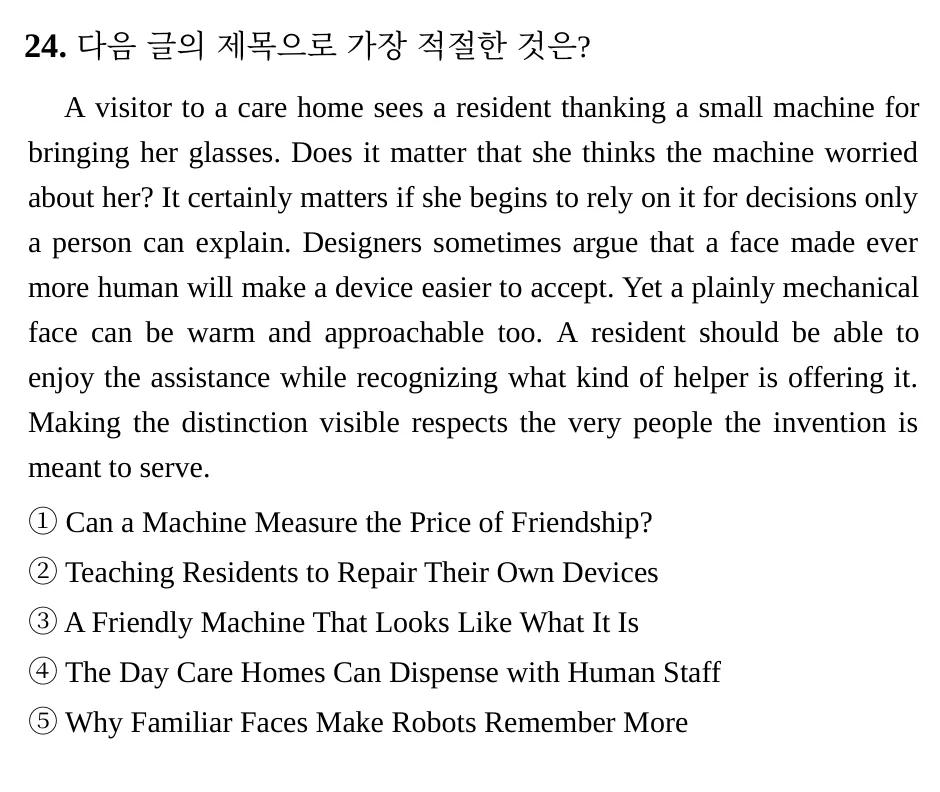 24. 다음 글의 제목으로 가장 적절한 것은?
A visitor to a care home sees a resident thanking a small machine for
bringing her glasses. Does it matter that she thinks the machine worried
about her? It certainly matters if she begins to rely on it for decisions only
a person can explain. Designers sometimes argue that a face made ever
more human will make a device easier to accept. Yet a plainly mechanical
face can be warm and approachable too. A resident should be able to
enjoy the assistance while recognizing what kind of helper is offering it.
Making the distinction visible respects the very people the invention is
meant to serve.
① Can a Machine Measure the Price of Friendship?
② Teaching Residents to Repair Their Own Devices
③ A Friendly Machine That Looks Like What It Is
④ The Day Care Homes Can Dispense with Human Staff
⑤ Why Familiar Faces Make Robots Remember More